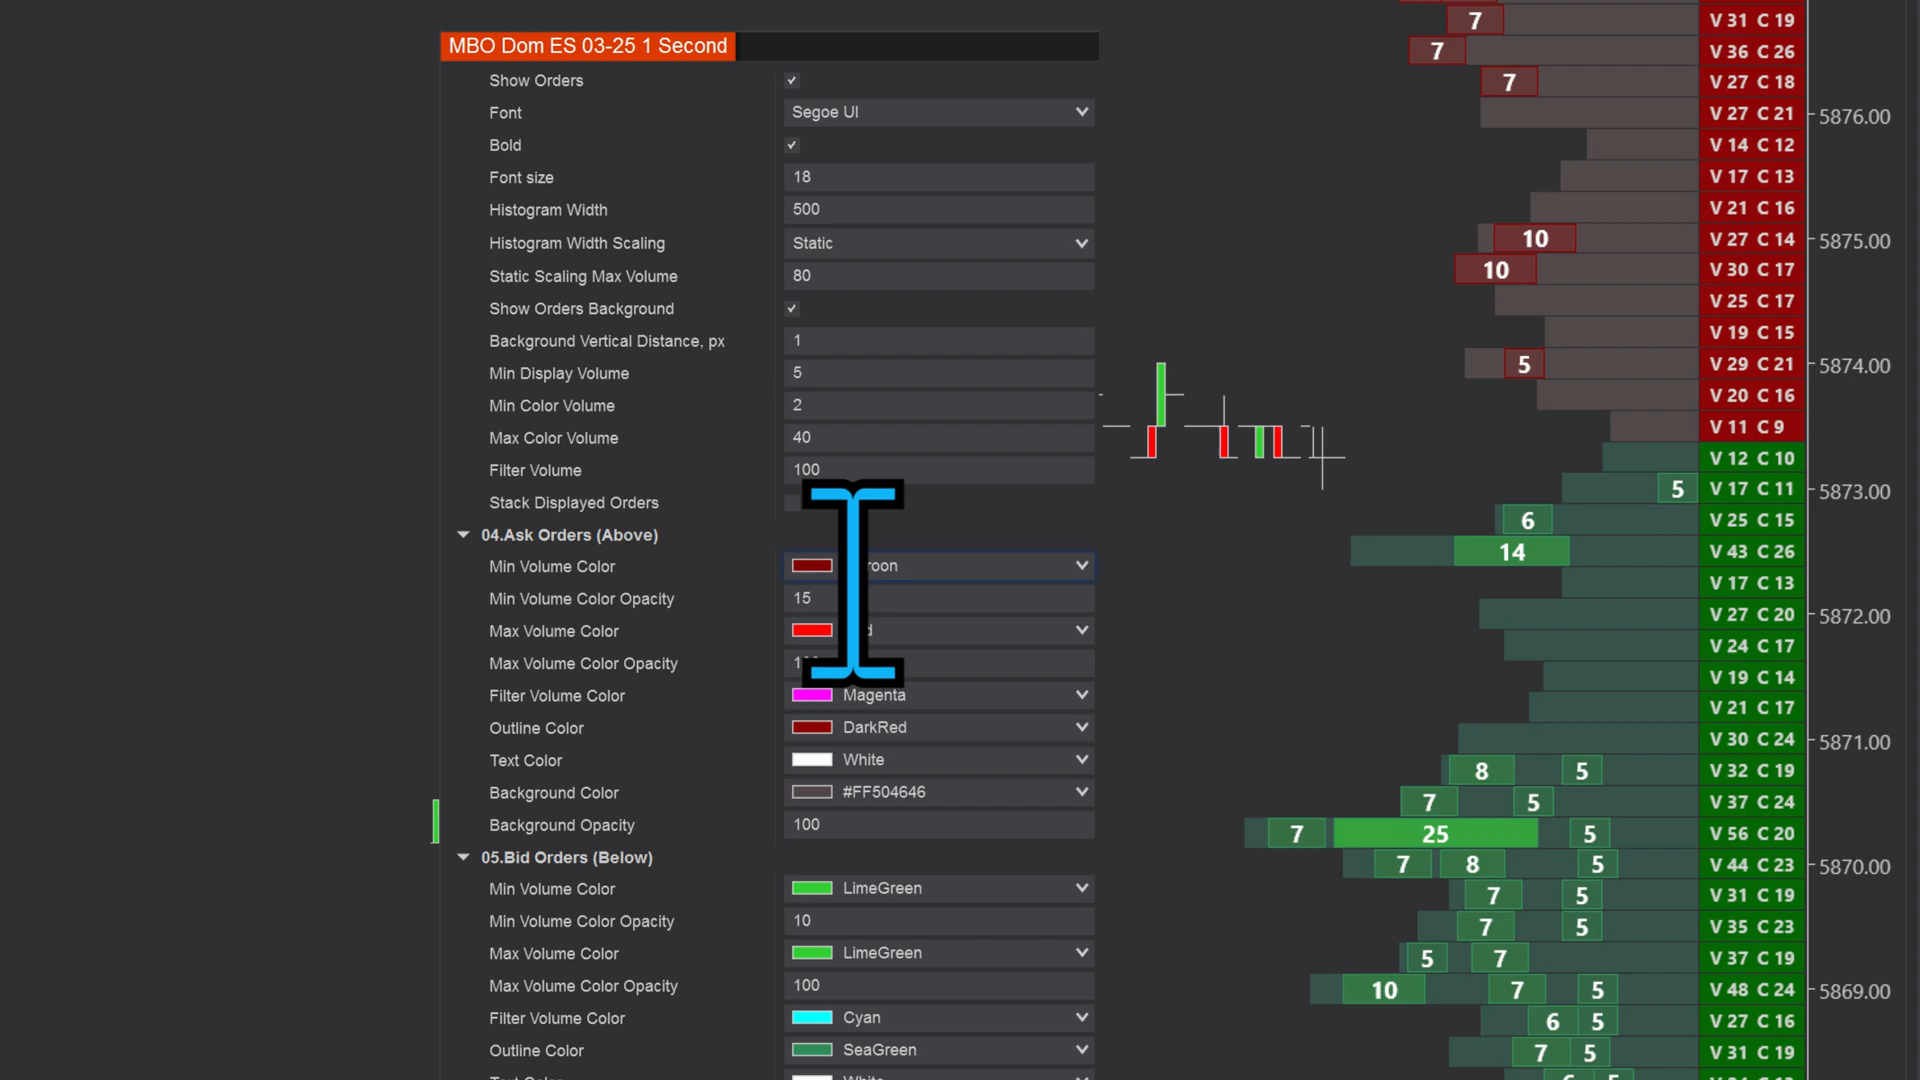 MBO Dom ES 03-25 1 Second
Show Orders
Font Segoe UI
Bold
Font size 18
Histogram Width 500
Histogram Width Scaling Static
Static Scaling Max Volume 80
Show Orders Background
Background Vertical Distance, px 1
Min Display Volume 5
Min Color Volume 2
Max Color Volume 40
Filter Volume 100
Stack Displayed Orders
04.Ask Orders (Above)
Min Volume Color
Min Volume Color Opacity 15
Max Volume Color
Max Volume Color Opacity
Filter Volume Color Magenta
Outline Color DarkRed
Text Color White
Background Color #FF504646
Background Opacity 100
05.Bid Orders (Below)
Min Volume Color LimeGreen
Min Volume Color Opacity 10
Max Volume Color LimeGreen
Max Volume Color Opacity 100
Filter Volume Color Cyan
Outline Color SeaGreen
7 V 31 C 19
7 V 36 C 26
7 V 27 C 18
V 27 C 21 5876.00
V 14 C 12
V 17 C 13
V 21 C 16
10 V 27 C 14 5875.00
10 V 30 C 17
V 25 C 17
V 19 C 15
5 V 29 C 21 5874.00
V 20 C 16
V 11 C 9
V 12 C 10
5 V 17 C 11 5873.00
6 V 25 C 15
14 V 43 C 26
V 17 C 13
V 27 C 20 5872.00
V 24 C 17
V 19 C 14
V 21 C 17
V 30 C 24 5871.00
8 5 V 32 C 19
7 5 V 37 C 24
7 25 5 V 56 C 20
7 8 5 V 44 C 23 5870.00
7 5 V 31 C 19
7 5 V 35 C 23
5 7 V 37 C 19
10 7 5 V 48 C 24 5869.00
6 5 V 27 C 16
7 5 V 31 C 19